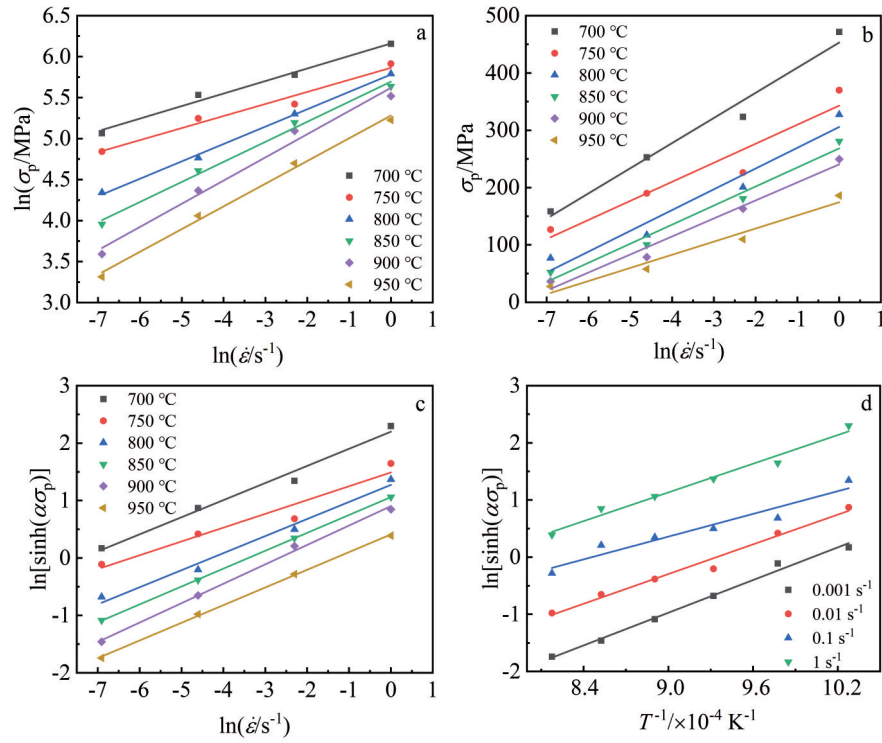 a
6.5
6.0
5.5
5.0
4.5
4.0
3.5
3.0
ln(σp/MPa)
700 ℃
750 ℃
800 ℃
850 ℃
900 ℃
950 ℃
-7 -6 -5 -4 -3 -2 -1 0 1
ln(ε̇/s⁻¹)
b
500
400
300
200
100
0
σp/MPa
700 ℃
750 ℃
800 ℃
850 ℃
900 ℃
950 ℃
-7 -6 -5 -4 -3 -2 -1 0 1
ln(ε̇/s⁻¹)
c
3
2
1
0
-1
-2
ln[sinh(ασp)]
700 ℃
750 ℃
800 ℃
850 ℃
900 ℃
950 ℃
-7 -6 -5 -4 -3 -2 -1 0 1
ln(ε̇/s⁻¹)
d
3
2
1
0
-1
-2
ln[sinh(ασp)]
0.001 s⁻¹
0.01 s⁻¹
0.1 s⁻¹
1 s⁻¹
8.4 9.0 9.6 10.2
T⁻¹/×10⁻⁴ K⁻¹